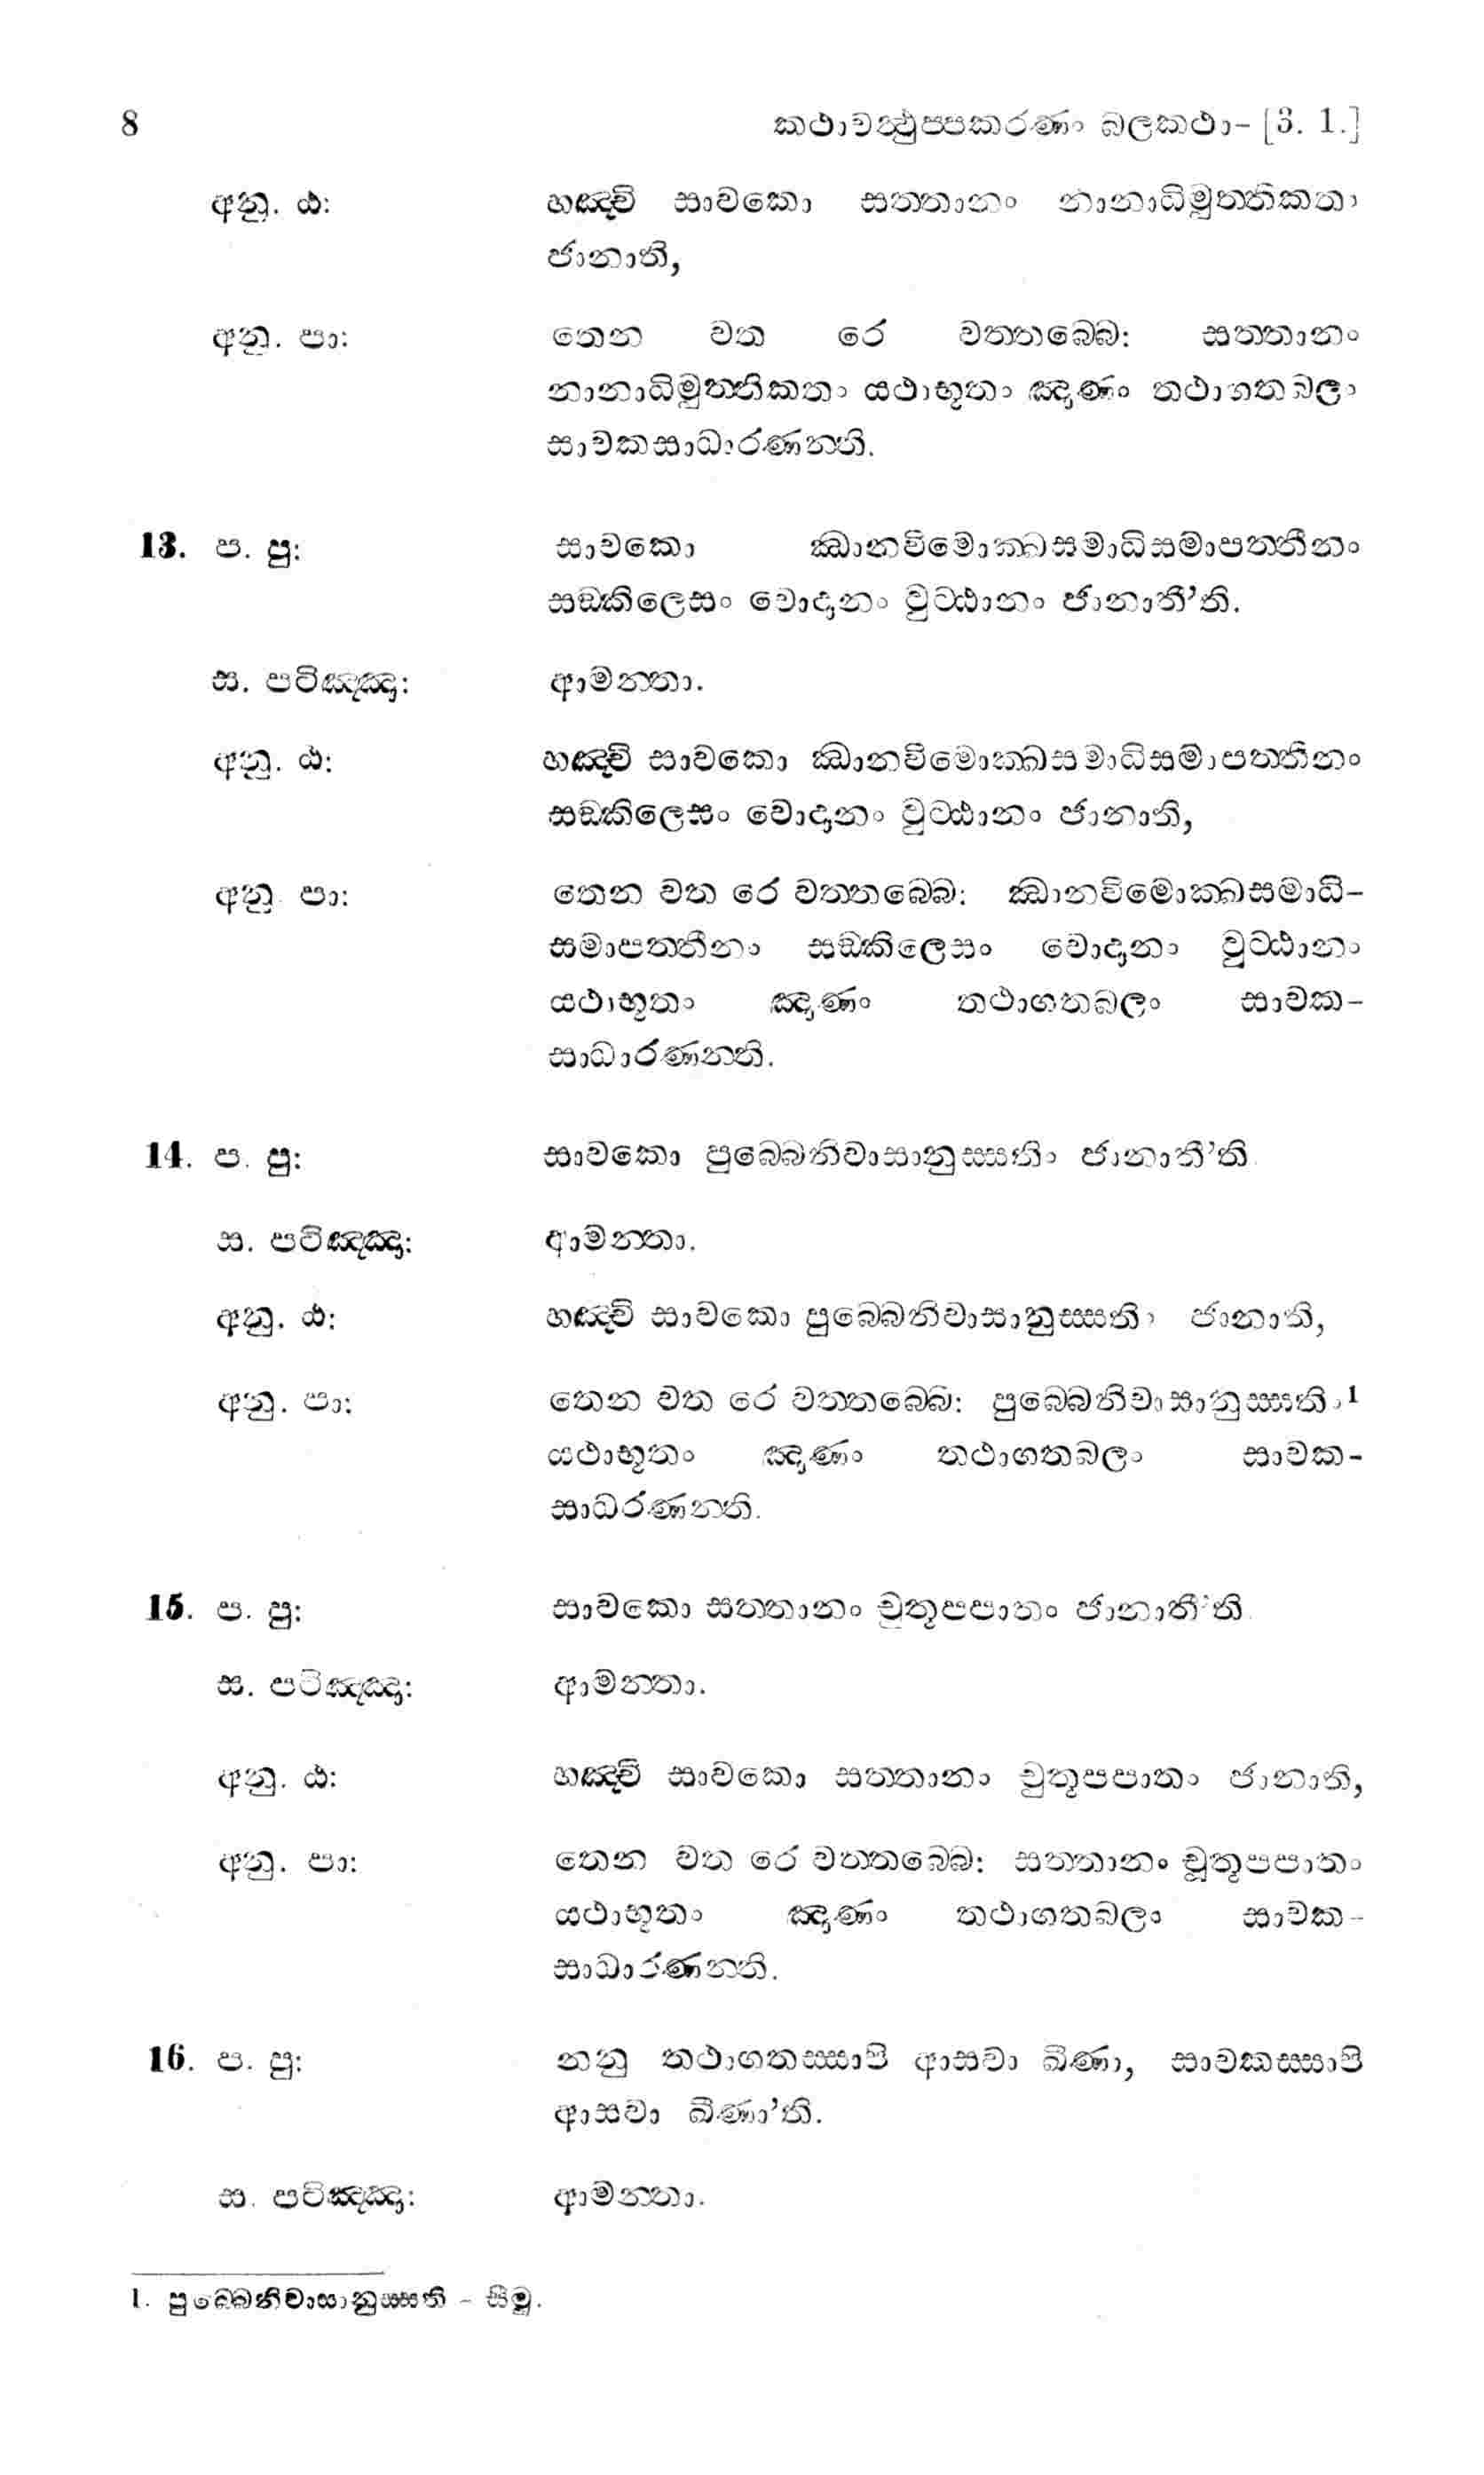 8 කථාවත්‍ථුප‍්පකරණං බලකථා- [3. 1.]
අනු. ඨ: හඤ‍්චි සාවකො සත‍්තානං නානාධිමුත‍්තිකතං
ජානාති,
අනු. පා: තෙන වත රෙ වත‍්තබ‍්බෙ: සත‍්තානං
නානාධිමුත‍්තිකතං යථාභූතං ඤාණං තථාගතබලං
සාවකසාධාරණන‍්ති.
13. ප. පු: සාවකො ඣානවිමොක‍්ඛසමාධිසමාපත‍්තීනං
සඞ‍්කිලෙසං වොදානං වුට‍්ඨානං ජානාතී’ති.
ස. පටිඤ‍්ඤා: ආමන‍්තා.
අනු. ඨ: හඤ‍්චි සාවකො ඣානවිමොක‍්ඛසමාධිසමාපත‍්තීනං
සඞ‍්කිලෙසං වොදානං වුට‍්ඨානං ජානාති,
අනු. පා: තෙන වත රෙ වත‍්තබ‍්බෙ: ඣානවිමොක‍්ඛසමාධි-
සමාපත‍්තීනං සඞ‍්කිලෙසං වොදානං වුට‍්ඨානං
යථාභූතං ඤාණං තථාගතබලං සාවක-
සාධාරණන‍්ති.
14. ප. පු: සාවකො පුබ‍්බෙනිවාසානුස‍්සතිං ජානාතී’ති.
ස. පටිඤ‍්ඤා: ආමන‍්තා.
අනු. ඨ: හඤ‍්චි සාවකො පුබ‍්බෙනිවාසානුස‍්සතිං ජානාති,
අනු. පා: තෙන වත රෙ වත‍්තබ‍්බෙ: පුබ‍්බෙනිවාසානුස‍්සතිං1
යථාභූතං ඤාණං තථාගතබලං සාවක-
සාධරණන‍්ති.
15. ප. පු: සාවකො සත‍්තානං චුතූපපාතං ජානාතී’ති.
ස. පටිඤ‍්ඤා: ආමන‍්තා.
අනු. ඨ: හඤ‍්චි සාවකො සත‍්තානං චුතූපපාතං ජානාති,
අනු. පා: තෙන වත රෙ වත‍්තබ‍්බෙ: සත‍්තානං චූතූපපාතං
යථාභූතං ඤාණං තථාගතබලං සාවක-
සාධාරණන‍්ති.
16. ප. පු: නනු තථාගතස‍්සාපි ආසවා ඛීණා, සාවකස‍්සාපි
ආසවා ඛීණා’ති.
ස. පටිඤ‍්ඤා: ආමන‍්තා.
1. පුබ‍්බෙනිවාසානුස‍්සති - සීමු.